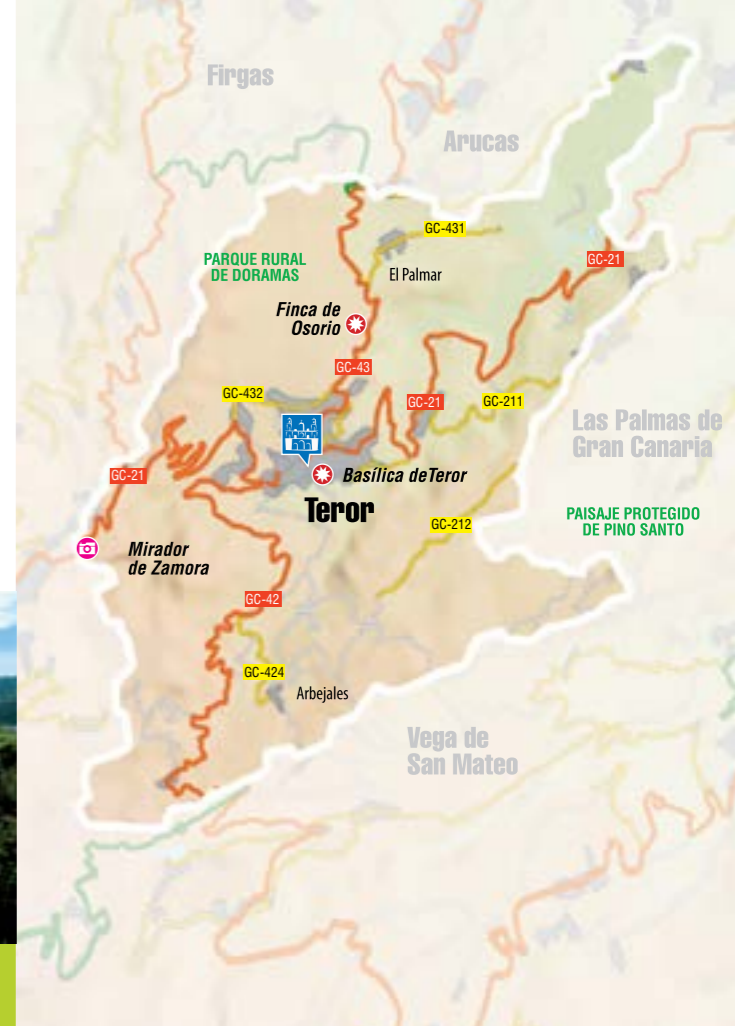 Firgas
Arucas
GC-431
PARQUE RURAL
DE DORAMAS
GC-21
El Palmar
Finca de
Osorio
GC-43
GC-432
GC-21
GC-211
Las Palmas de
Gran Canaria
GC-21
Basílica deTeror
Teror
PAISAJE PROTEGIDO
DE PINO SANTO
GC-212
Mirador
de Zamora
GC-42
GC-424
Arbejales
Vega de
San Mateo